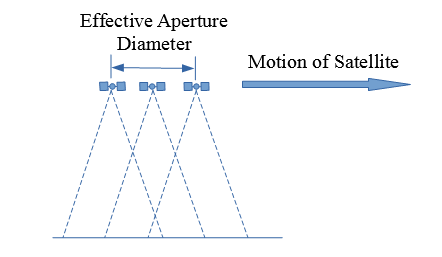 Effective Aperture
Diameter
Motion of Satellite